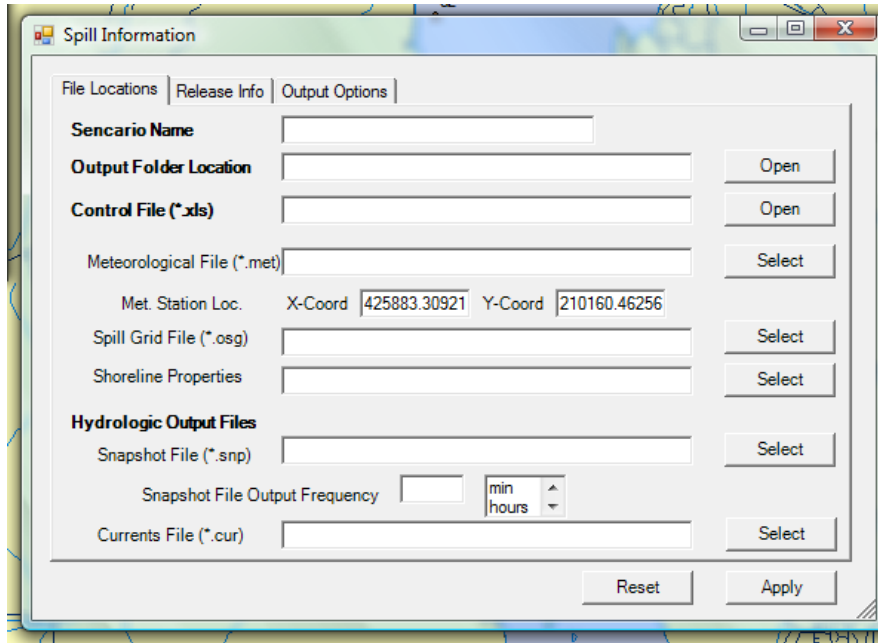 Spill Information
File Locations Release Info Output Options
Sencario Name
Output Folder Location Open
Control File (*.xls) Open
Meteorological File (*.met) Select
Met. Station Loc. X-Coord 425883.30921 Y-Coord 210160.46256
Spill Grid File (*.osg) Select
Shoreline Properties Select
Hydrologic Output Files
Snapshot File (*.snp) Select
Snapshot File Output Frequency min
hours
Currents File (*.cur) Select
Reset Apply